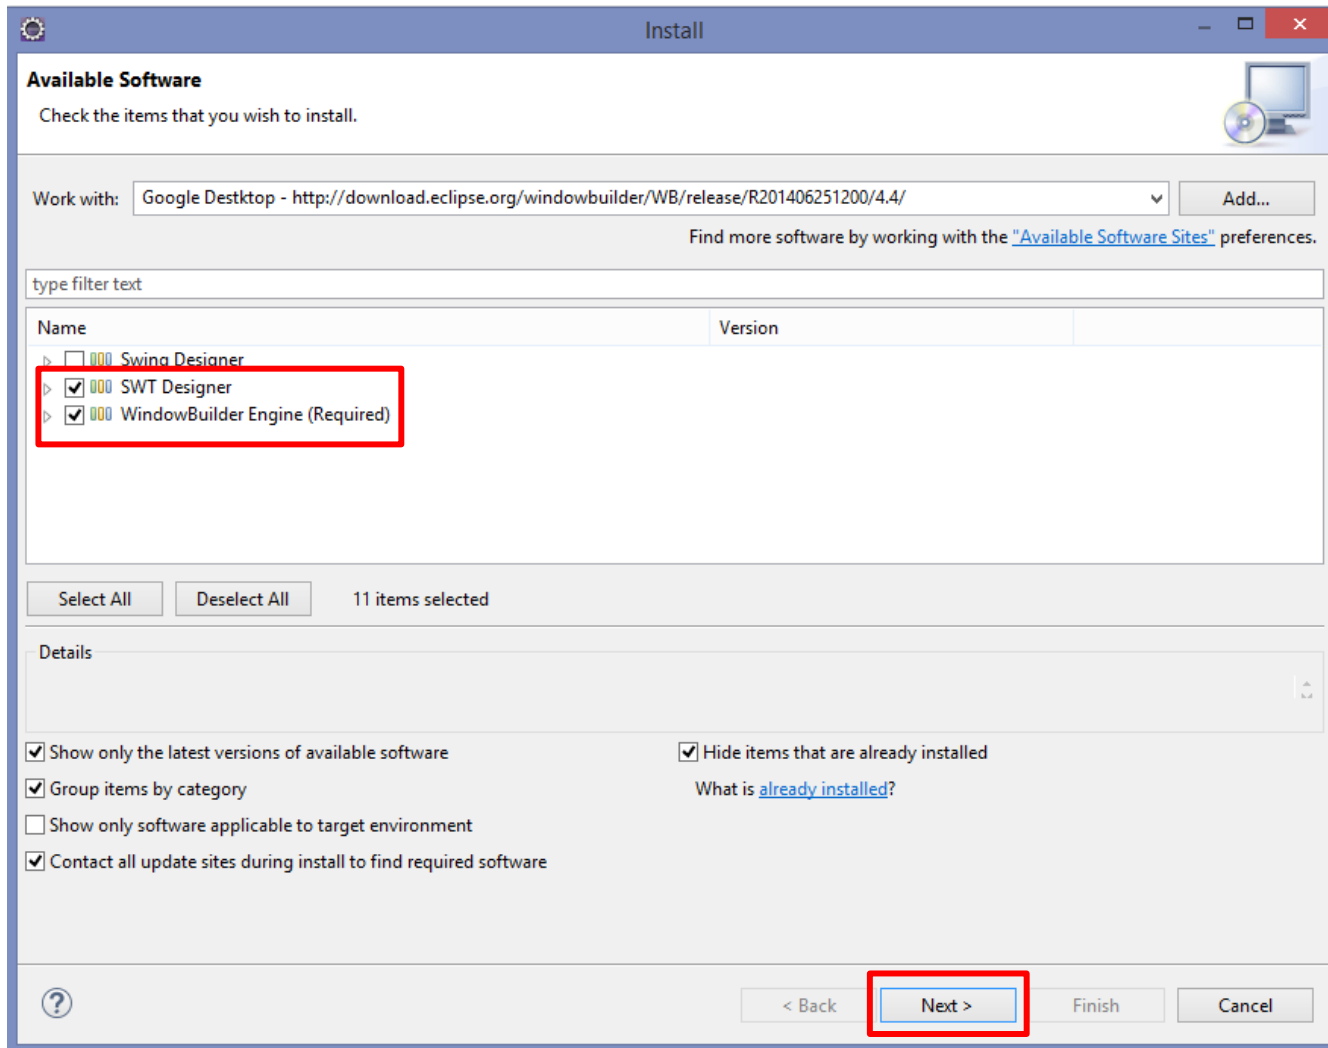 Install
Available Software
Check the items that you wish to install.
Work with: Google Destktop - http://download.eclipse.org/windowbuilder/WB/release/R201406251200/4.4/ Add...
Find more software by working with the "Available Software Sites" preferences.
type filter text
Name Version
Swing Designer
SWT Designer
WindowBuilder Engine (Required)
Select All Deselect All 11 items selected
Details
Show only the latest versions of available software Hide items that are already installed
Group items by category What is already installed?
Show only software applicable to target environment
Contact all update sites during install to find required software
? < Back Next > Finish Cancel